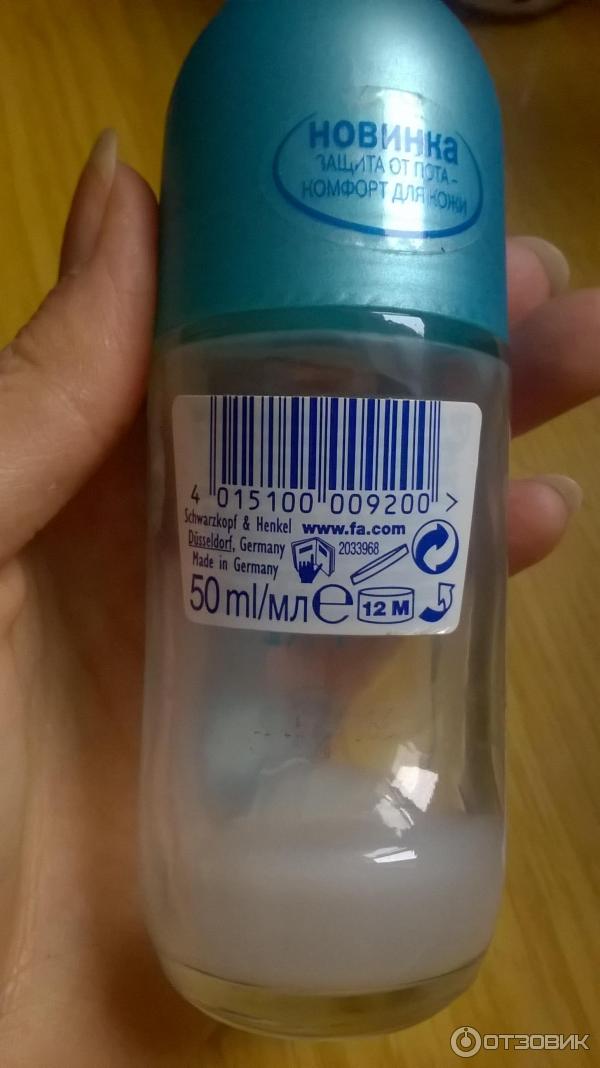 новинка
ЗАЩИТА ОТ ПОТА -
КОМФОРТ ДЛЯ КОЖИ
4 015100 009200 >
Schwarzkopf & Henkel www.fa.com
Düsseldorf, Germany 2033968
Made in Germany
50 ml/мл e 12 M
ОТЗОВИК